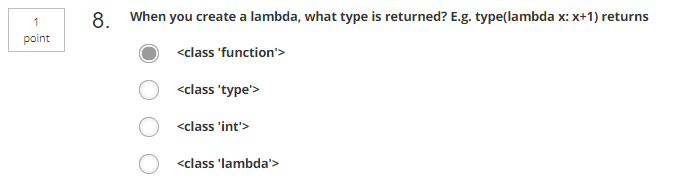 1
point
8. When you create a lambda, what type is returned? E.g. type(lambda x: x+1) returns
<class 'function'>
<class 'type'>
<class 'int'>
<class 'lambda'>